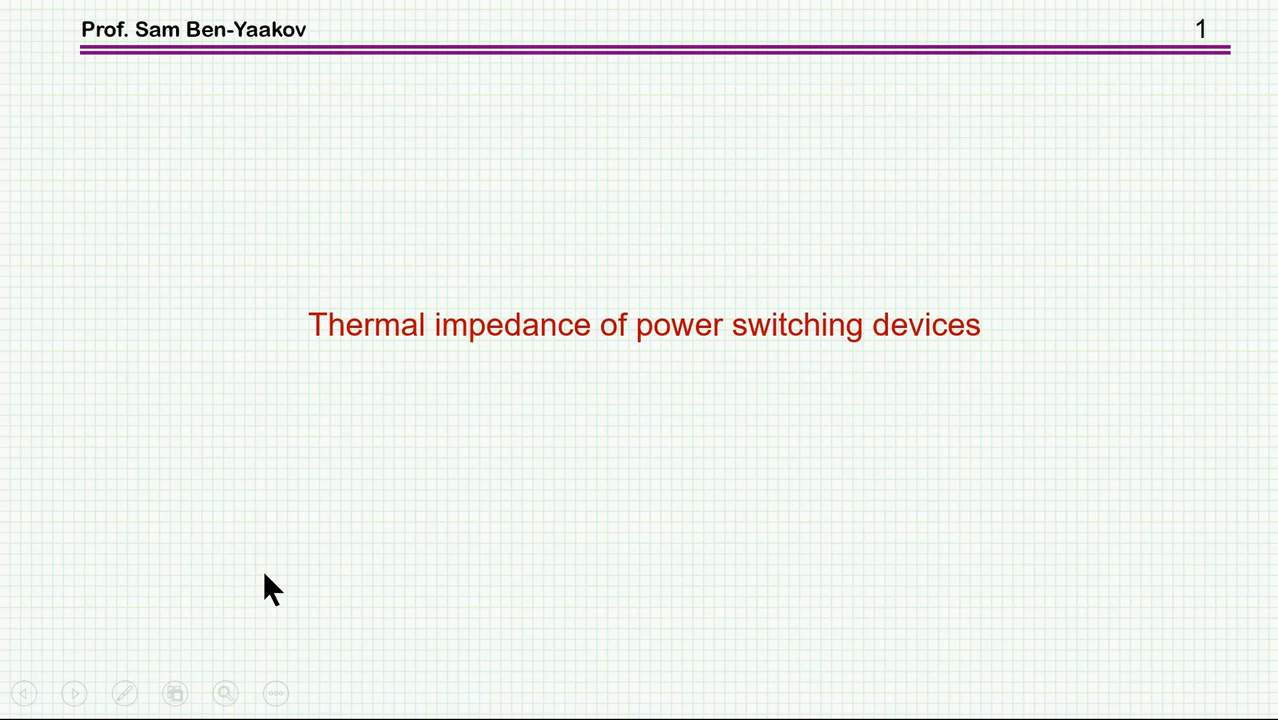 Prof. Sam Ben-Yaakov
1
Thermal impedance of power switching devices